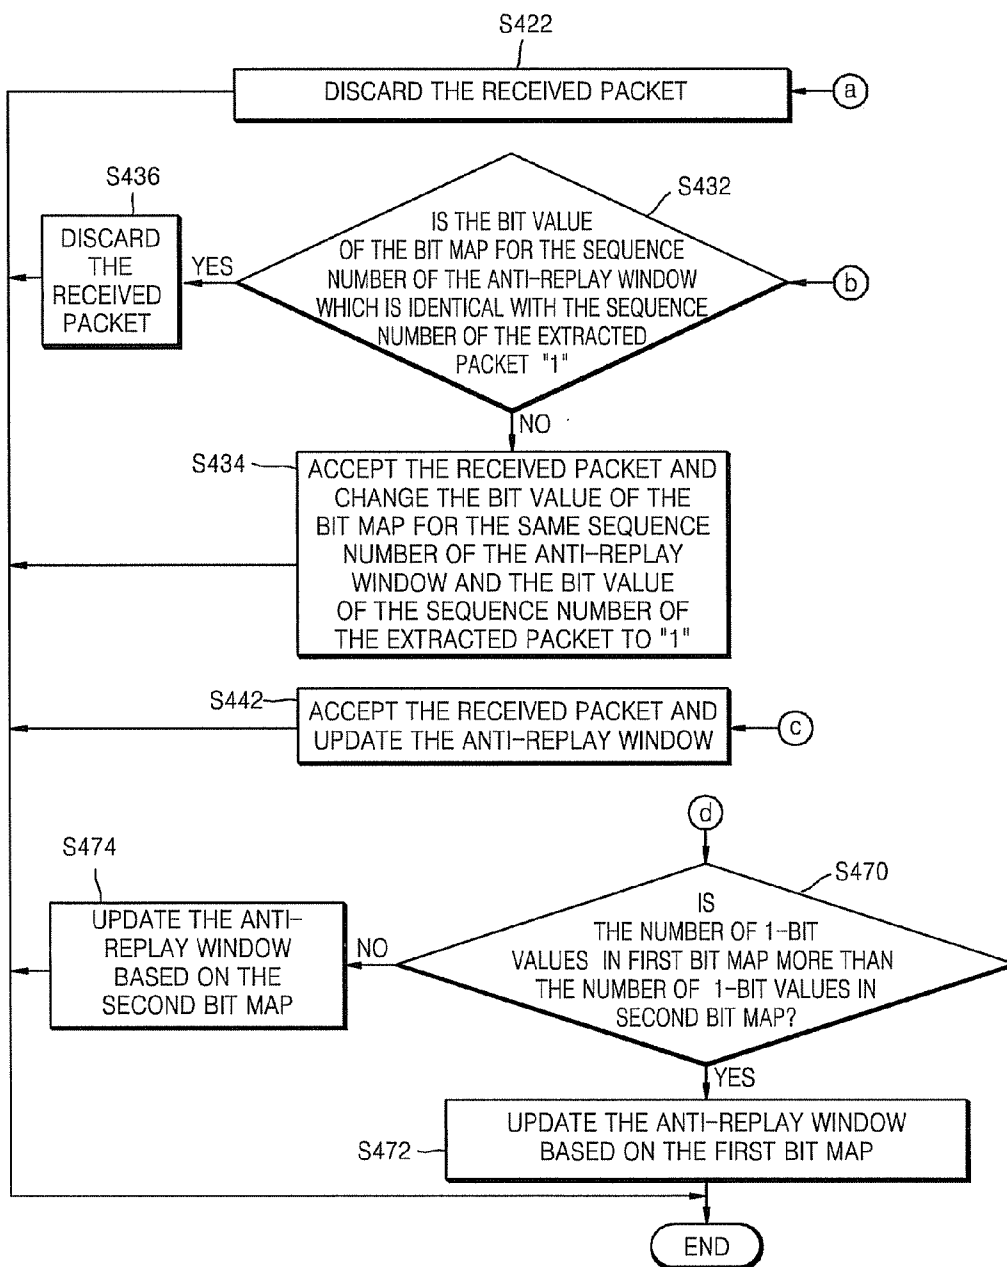 S422
DISCARD THE RECEIVED PACKET
a
S436
DISCARD
THE
RECEIVED
PACKET
YES
S432
IS THE BIT VALUE
OF THE BIT MAP FOR THE SEQUENCE
NUMBER OF THE ANTI-REPLAY WINDOW
WHICH IS IDENTICAL WITH THE SEQUENCE
NUMBER OF THE EXTRACTED
PACKET "1"
b
NO
S434
ACCEPT THE RECEIVED PACKET AND
CHANGE THE BIT VALUE OF THE
BIT MAP FOR THE SAME SEQUENCE
NUMBER OF THE ANTI-REPLAY
WINDOW AND THE BIT VALUE
OF THE SEQUENCE NUMBER OF
THE EXTRACTED PACKET TO "1"
S442
ACCEPT THE RECEIVED PACKET AND
UPDATE THE ANTI-REPLAY WINDOW
c
d
S474
UPDATE THE ANTI-
REPLAY WINDOW
BASED ON THE
SECOND BIT MAP
NO
S470
IS
THE NUMBER OF 1-BIT
VALUES IN FIRST BIT MAP MORE THAN
THE NUMBER OF 1-BIT VALUES IN
SECOND BIT MAP?
YES
S472
UPDATE THE ANTI-REPLAY WINDOW
BASED ON THE FIRST BIT MAP
END